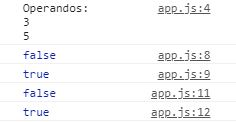 Operandos: app.js:4
3
5
false app.js:8
true app.js:9
false app.js:11
true app.js:12